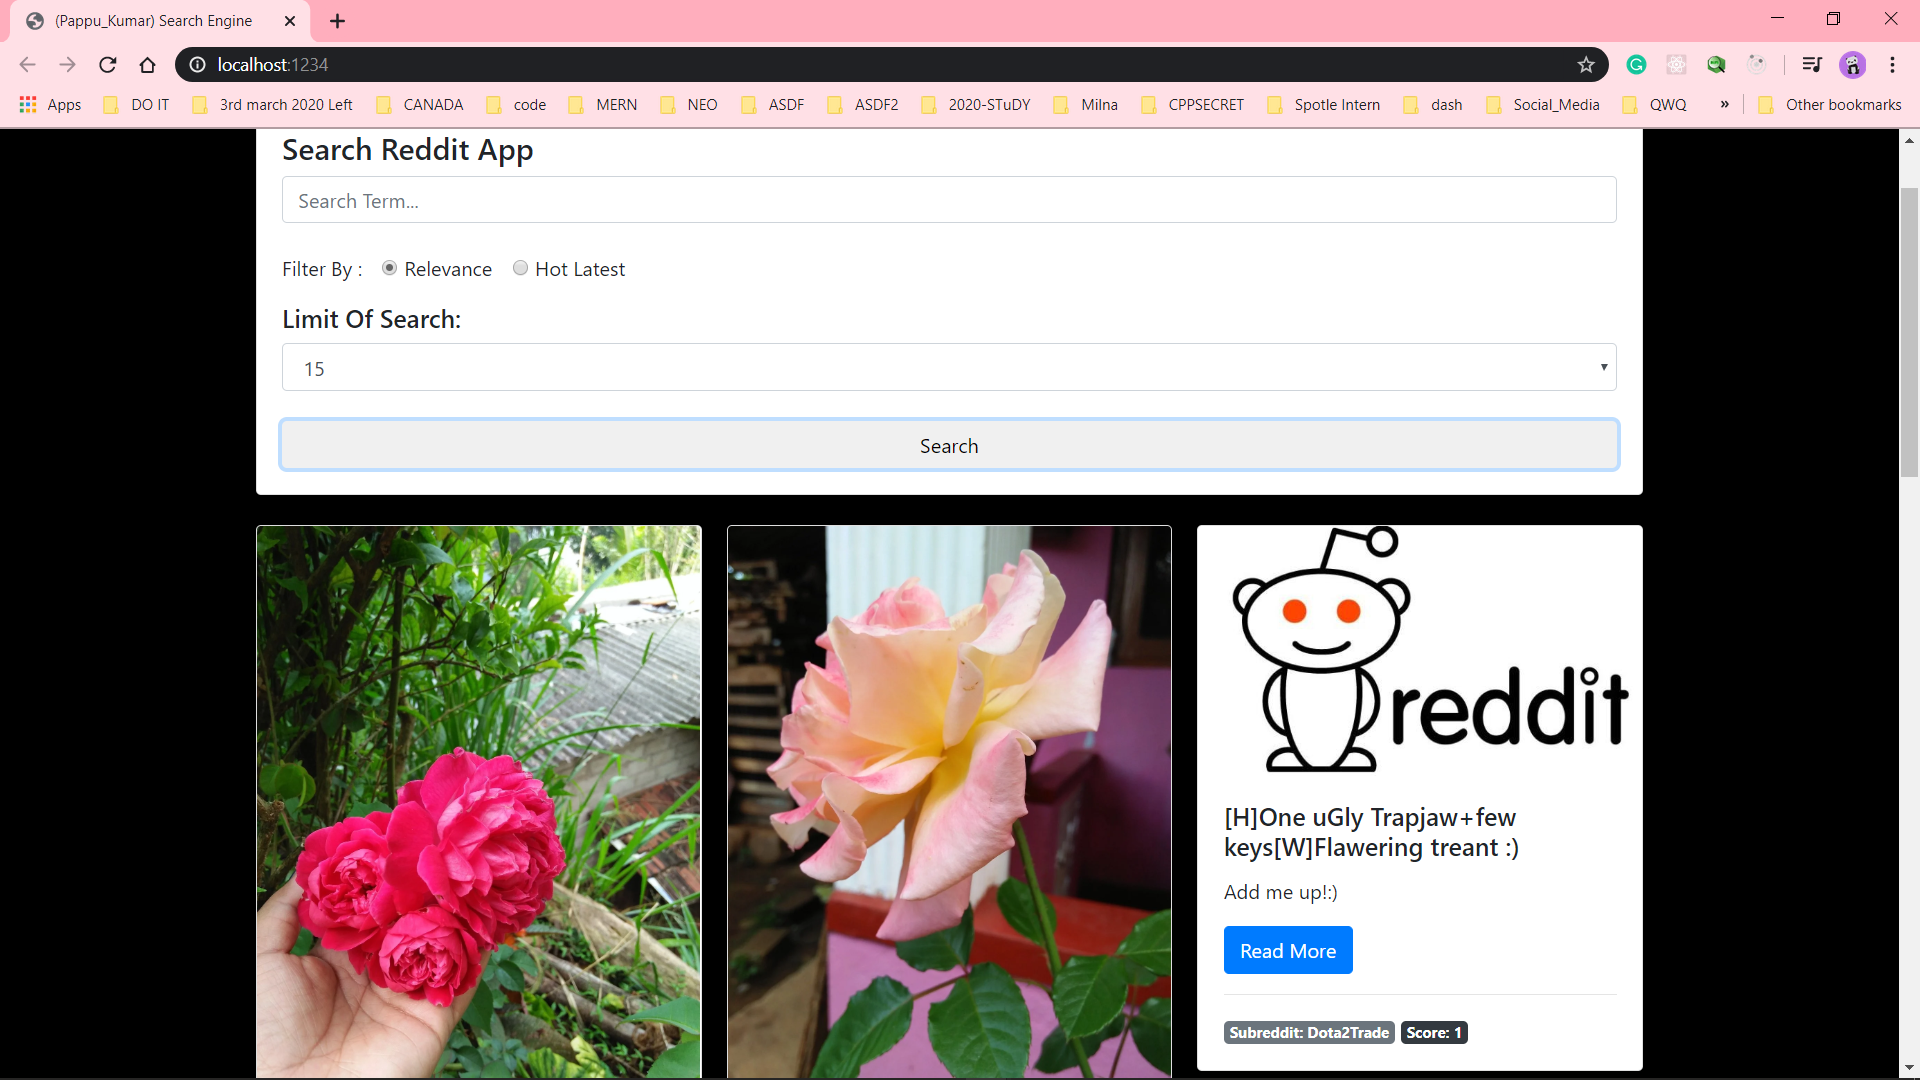 (Pappu_Kumar) Search Engine
localhost:1234
Apps DO IT 3rd march 2020 Left CANADA code MERN NEO ASDF ASDF2 2020-STuDY Milna CPPSECRET Spotle Intern dash Social_Media QWQ » Other bookmarks
Search Reddit App
Search Term...
Filter By : Relevance Hot Latest
Limit Of Search:
15
Search
reddit
[H]One uGly Trapjaw+few
keys[W]Flawering treant :)
Add me up!:)
Read More
Subreddit: Dota2Trade Score: 1